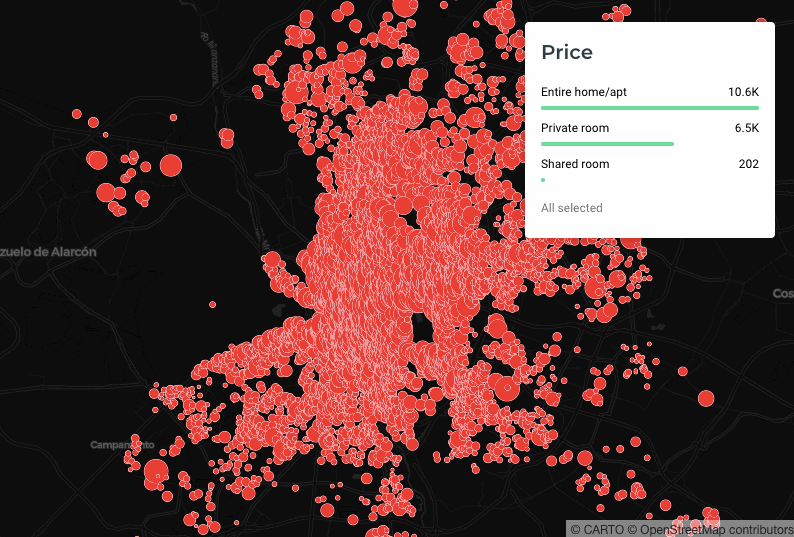 Price
Entire home/apt 10.6K
Private room 6.5K
Shared room 202
All selected
zuelo de Alarcón
Cos
Campamento
© CARTO © OpenStreetMap contributors